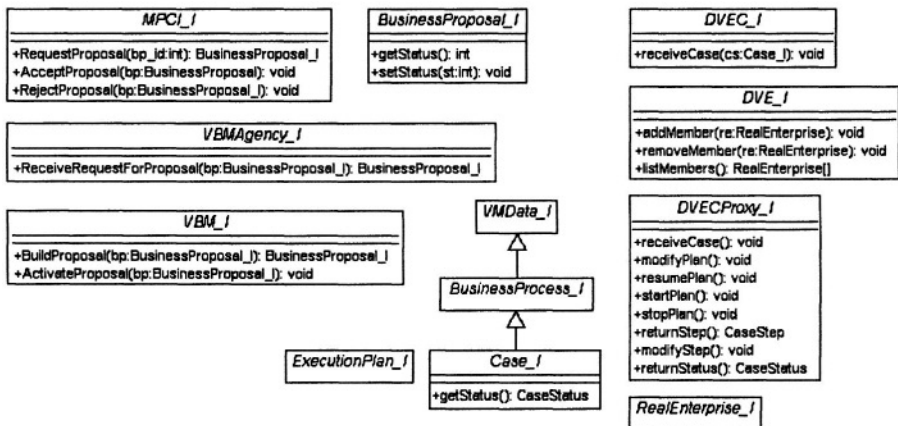 MPCI_I
+RequestProposal(bp_id:int): BusinessProposal_I
+AcceptProposal(bp:BusinessProposal): void
+RejectProposal(bp:BusinessProposal_I): void
BusinessProposal_I
+getStatus(): int
+setStatus(st:int): void
DVEC_I
+receiveCase(cs:Case_I): void
VBMAgency_I
+ReceiveRequestForProposal(bp:BusinessProposal_I): BusinessProposal_I
DVE_I
+addMember(re:RealEnterprise): void
+removeMember(re:RealEnterprise): void
+listMembers(): RealEnterprise[]
VBM_I
+BuildProposal(bp:BusinessProposal_I): BusinessProposal_I
+ActivateProposal(bp:BusinessProposal_I): void
VMData_I
BusinessProcess_I
ExecutionPlan_I
Case_I
+getStatus(): CaseStatus
DVECProxy_I
+receiveCase(): void
+modifyPlan(): void
+resumePlan(): void
+startPlan(): void
+stopPlan(): void
+returnStep(): CaseStep
+modifyStep(): void
+returnStatus(): CaseStatus
RealEnterprise_I